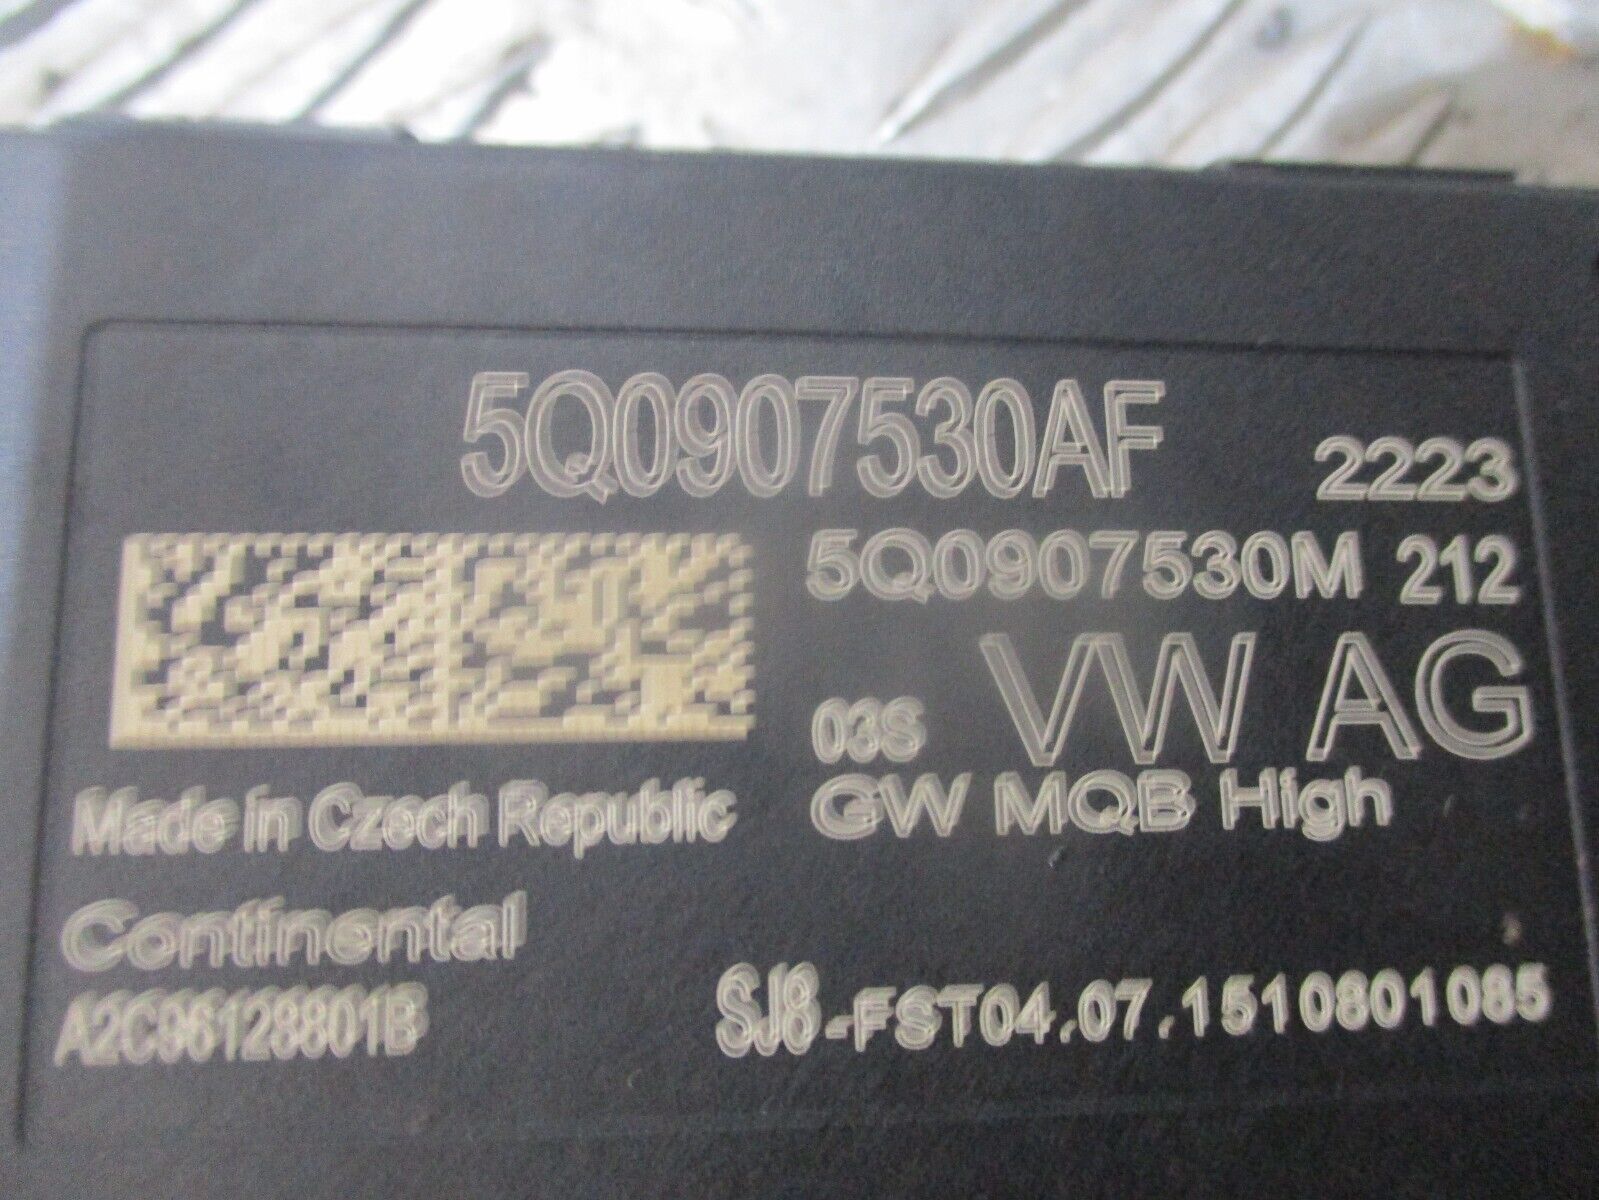 5Q0907530AF 2223
5Q0907530M 212
03S VW AG
GW MQB High
Made in Czech Republic
Continental
A2C96128801B
SJ8-FST04.07.1510801085